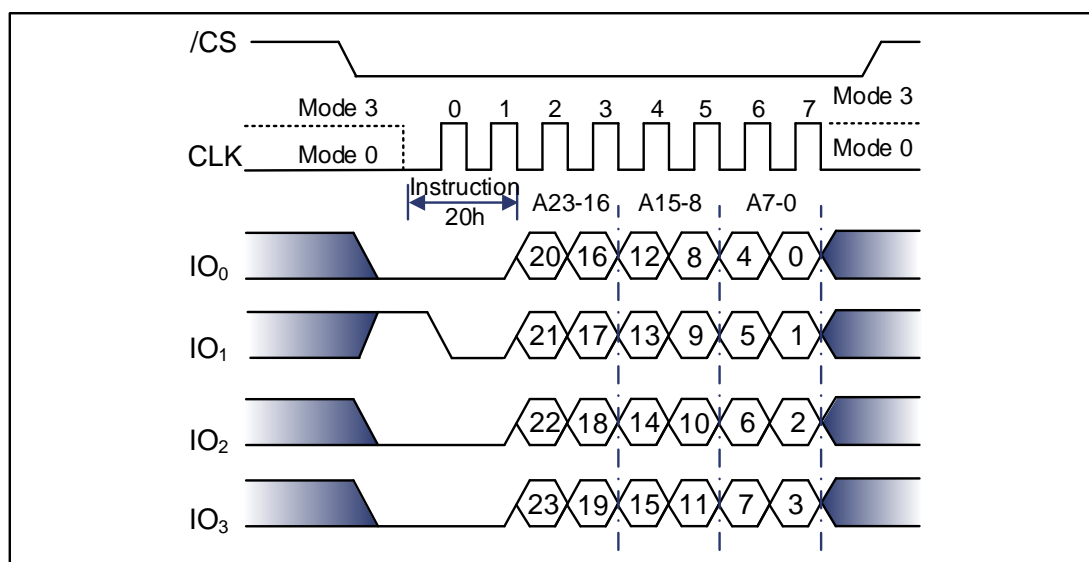 /CS
Mode 3 0 1 2 3 4 5 6 7 Mode 3
CLK Mode 0 Mode 0
Instruction
20h A23-16 A15-8 A7-0
IO0 20 16 12 8 4 0
IO1 21 17 13 9 5 1
IO2 22 18 14 10 6 2
IO3 23 19 15 11 7 3